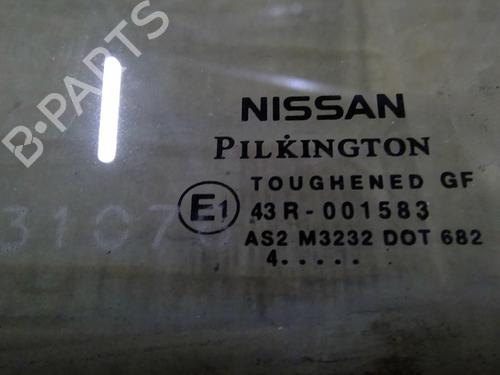 B-PARTS
NISSAN
PILKINGTON
TOUGHENED GF
E1 43R-001583
AS2 M3232 DOT 682
4.....